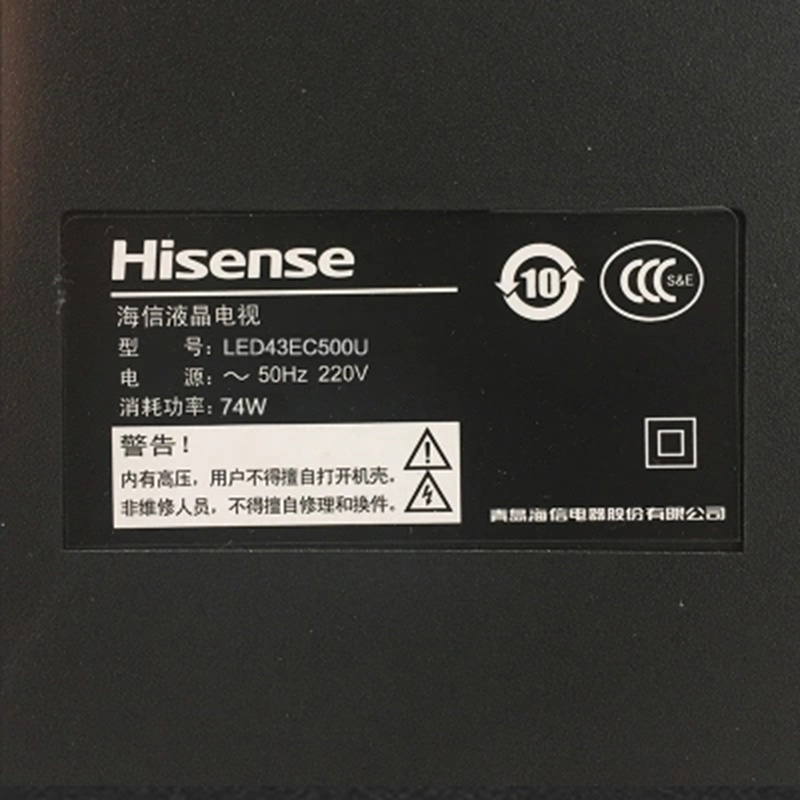 Hisense
10
CCC S&E
海信液晶电视
型 号: LED43EC500U
电 源: ～ 50Hz 220V
消耗功率: 74W
警告!
内有高压，用户不得擅自打开机壳。
非维修人员，不得擅自修理和换件。
青岛海信电器股份有限公司